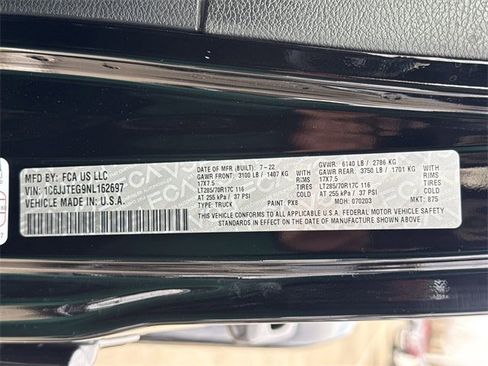 MFD. BY: FCA US LLC
VIN: 1C6JJTEG9NL162697
VEHICLE MADE IN: U.S.A.
DATE OF MFR (BUILT): 7-22 GVWR: 6140 LB / 2786 KG
GAWR FRONT: 3100 LB / 1407 KG WITH GAWR REAR: 3750 LB / 1701 KG WITH
17X7.5 RIMS 17X7.5 RIMS
LT285/70R17C 116 TIRES LT285/70R17C 116 TIRES
AT 255 kPa / 37 PSI AT 255 kPa / 37 PSI
TYPE: TRUCK PAINT: PX8 MDH: 070203 MKT: 875
THIS VEHICLE CONFORMS TO ALL APPLICABLE U.S.A. FEDERAL MOTOR VEHICLE SAFETY
STANDARDS IN EFFECT ON THE DATE OF MANUFACTURE SHOWN ABOVE.